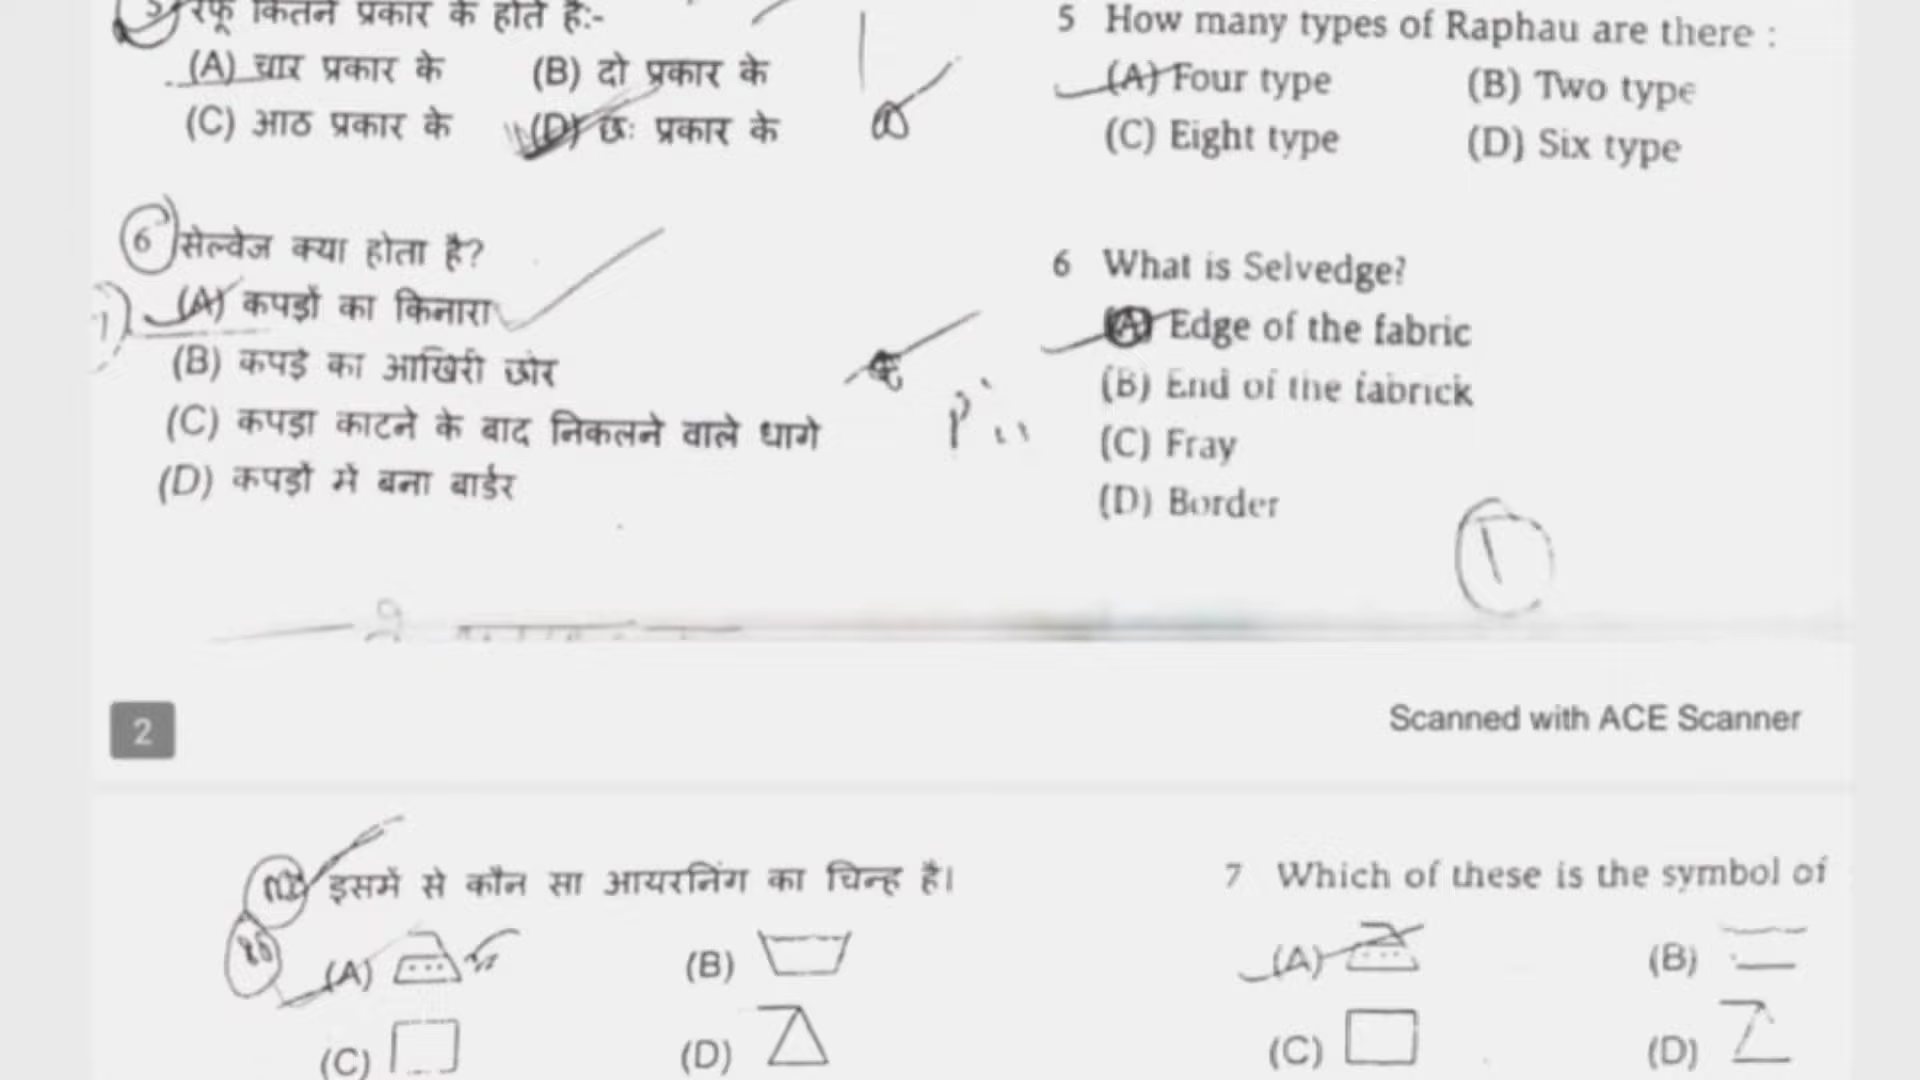 5 रफू कितने प्रकार के होते है:-
(A) चार प्रकार के (B) दो प्रकार के
(C) आठ प्रकार के (D) छः प्रकार के
6 सेल्वेज क्या होता है?
(A) कपड़ों का किनारा
(B) कपड़े का आखिरी छोर
(C) कपड़ा काटने के बाद निकलने वाले धागे
(D) कपड़ों में बना बार्डर
5 How many types of Raphau are there :
(A) Four type (B) Two type
(C) Eight type (D) Six type
6 What is Selvedge?
(A) Edge of the fabric
(B) End of the fabrick
(C) Fray
(D) Border
2
Scanned with ACE Scanner
इसमें से कौन सा आयरनिंग का चिन्ह है।
(A) (B)
(C) (D)
7 Which of these is the symbol of
(A) (B)
(C) (D)